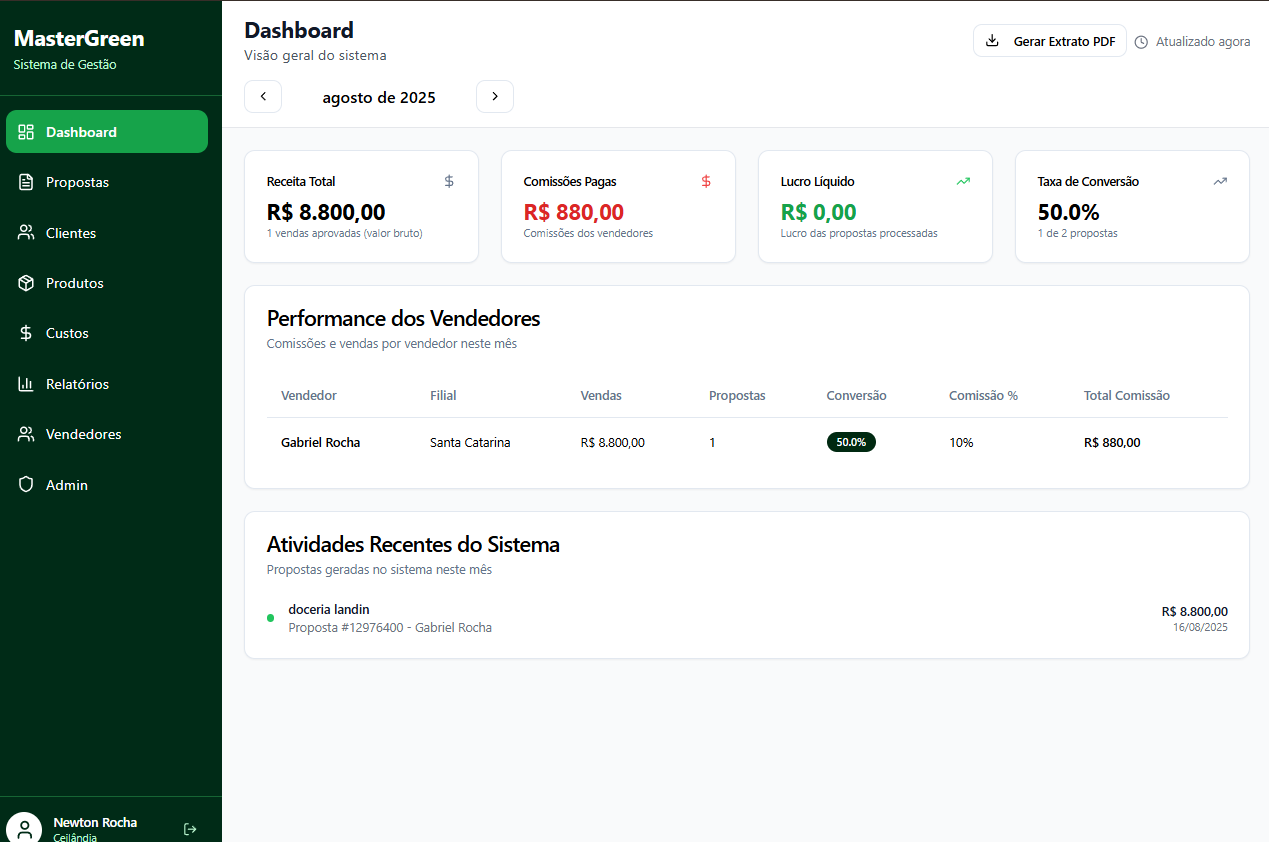 MasterGreen
Sistema de Gestão
Dashboard
Propostas
Clientes
Produtos
Custos
Relatórios
Vendedores
Admin
Newton Rocha
Ceilândia
Dashboard
Visão geral do sistema
Gerar Extrato PDF
Atualizado agora
agosto de 2025
Receita Total
R$ 8.800,00
1 vendas aprovadas (valor bruto)
Comissões Pagas
R$ 880,00
Comissões dos vendedores
Lucro Líquido
R$ 0,00
Lucro das propostas processadas
Taxa de Conversão
50.0%
1 de 2 propostas
Performance dos Vendedores
Comissões e vendas por vendedor neste mês
Vendedor Filial Vendas Propostas Conversão Comissão % Total Comissão
Gabriel Rocha Santa Catarina R$ 8.800,00 1 50.0% 10% R$ 880,00
Atividades Recentes do Sistema
Propostas geradas no sistema neste mês
doceria landin
Proposta #12976400 - Gabriel Rocha
R$ 8.800,00
16/08/2025